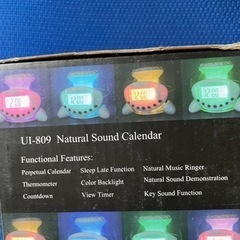 UI-809 Natural Sound Calendar
Functional Features:
Perpetual Calendar Sleep Late Function Natural Music Ringer
Thermometer Color Backlight Natural Sound Demonstration
Countdown View Timer Key Sound Function